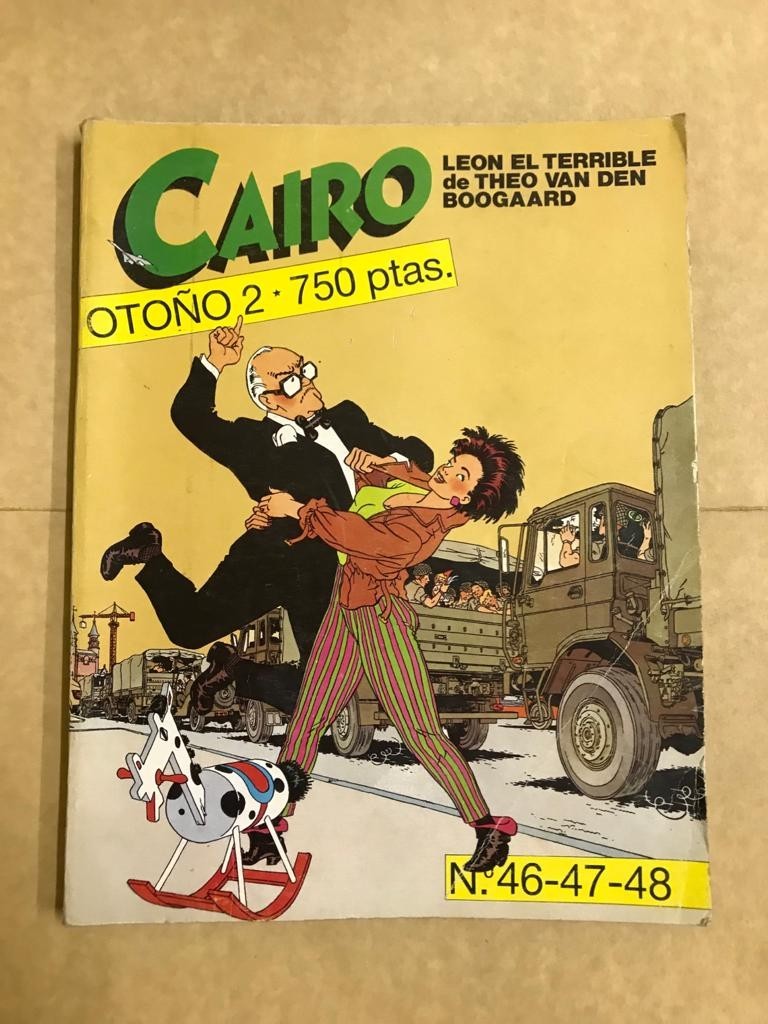 CAIRO
LEON EL TERRIBLE
de THEO VAN DEN
BOOGAARD
OTOÑO 2 * 750 ptas.
N.º 46-47-48